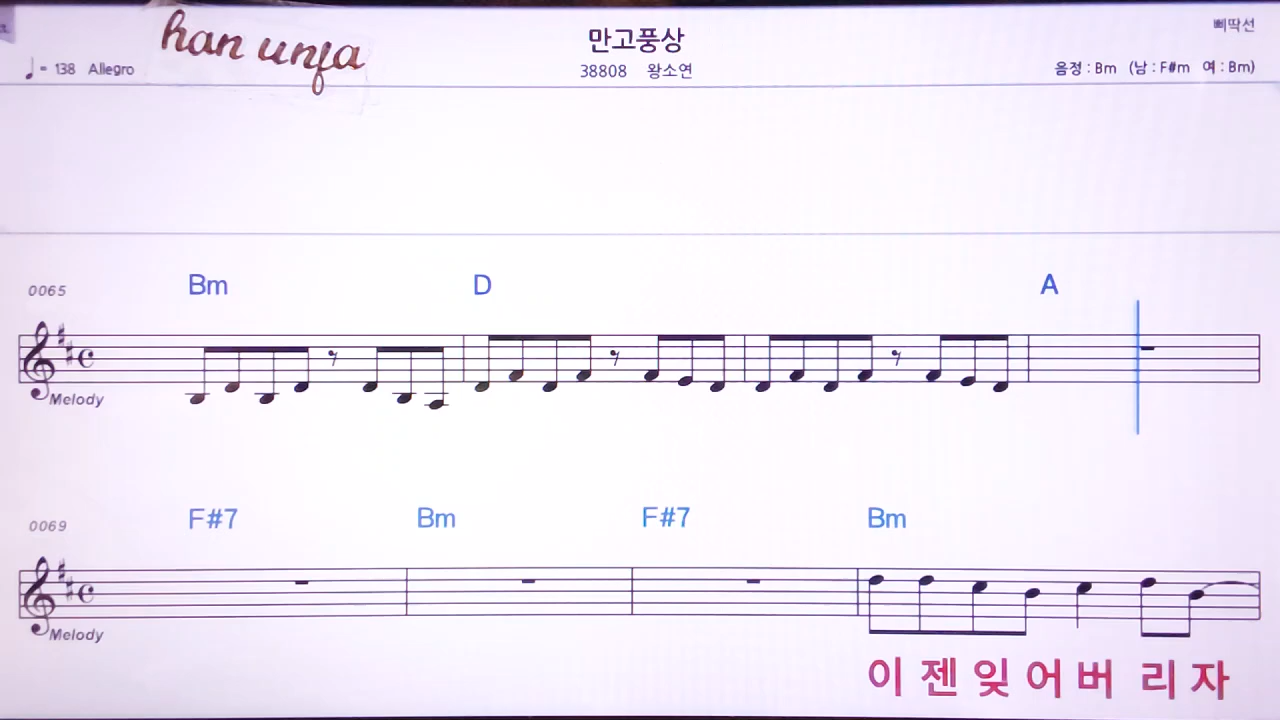 han unfa
만고풍상
삐딱선
♩= 138 Allegro
38808 왕소연
음정 : Bm (남 : F#m 여 : Bm)
0065 Bm D A
Melody
0069 F#7 Bm F#7 Bm
Melody
이 젠 잊 어 버 리 자